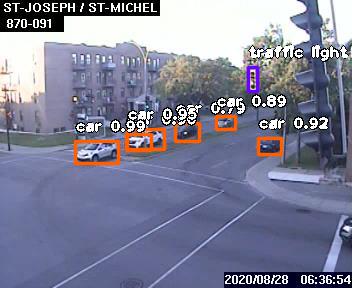 ST-JOSEPH / ST-MICHEL
870-091
traffic light
car 0.99
car 0.95
car 0.89
car 0.92
2020/08/28 06:36:54